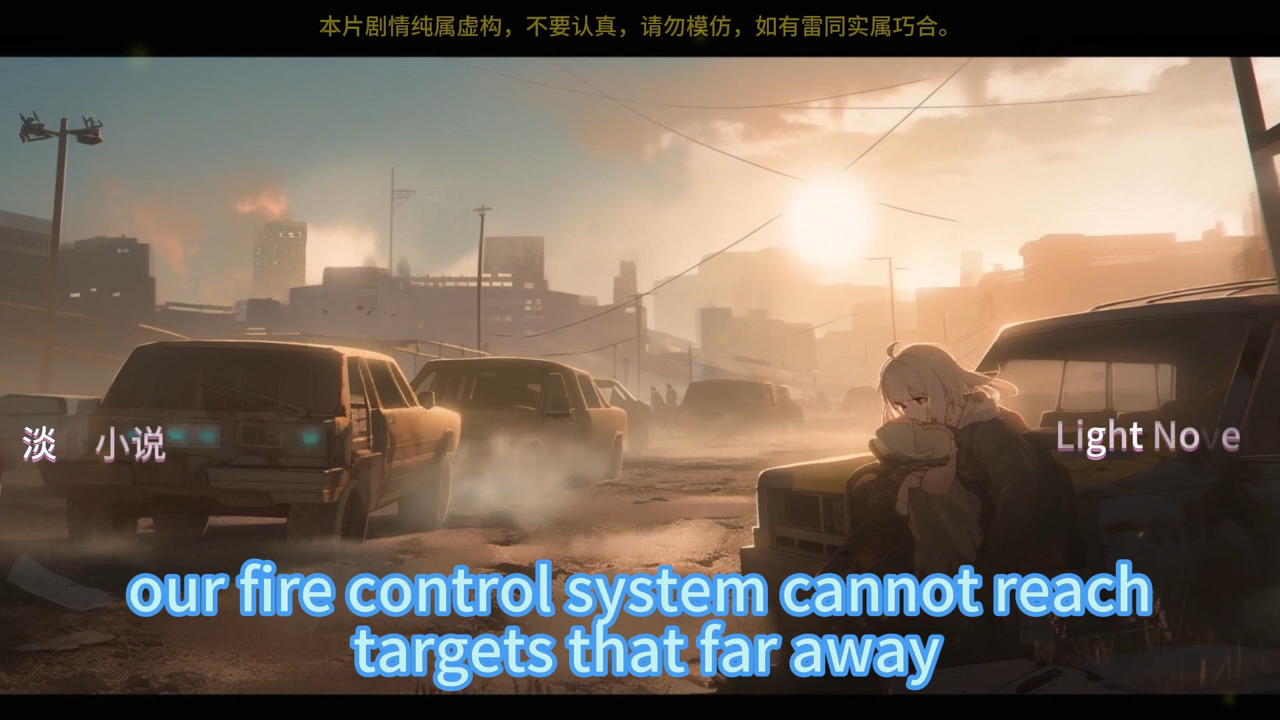 本片剧情纯属虚构，不要认真，请勿模仿，如有雷同实属巧合。
淡 小说
Light Nove
our fire control system cannot reach
targets that far away